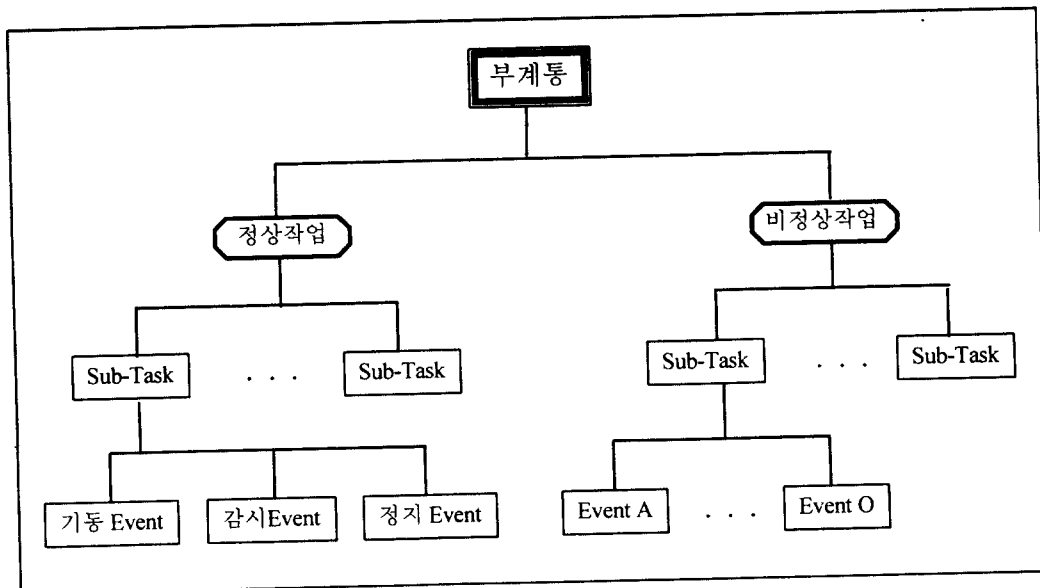 부계통
정상작업
비정상작업
Sub-Task
. . .
Sub-Task
Sub-Task
. . .
Sub-Task
기동 Event
감시Event
정지 Event
Event A
. . .
Event O